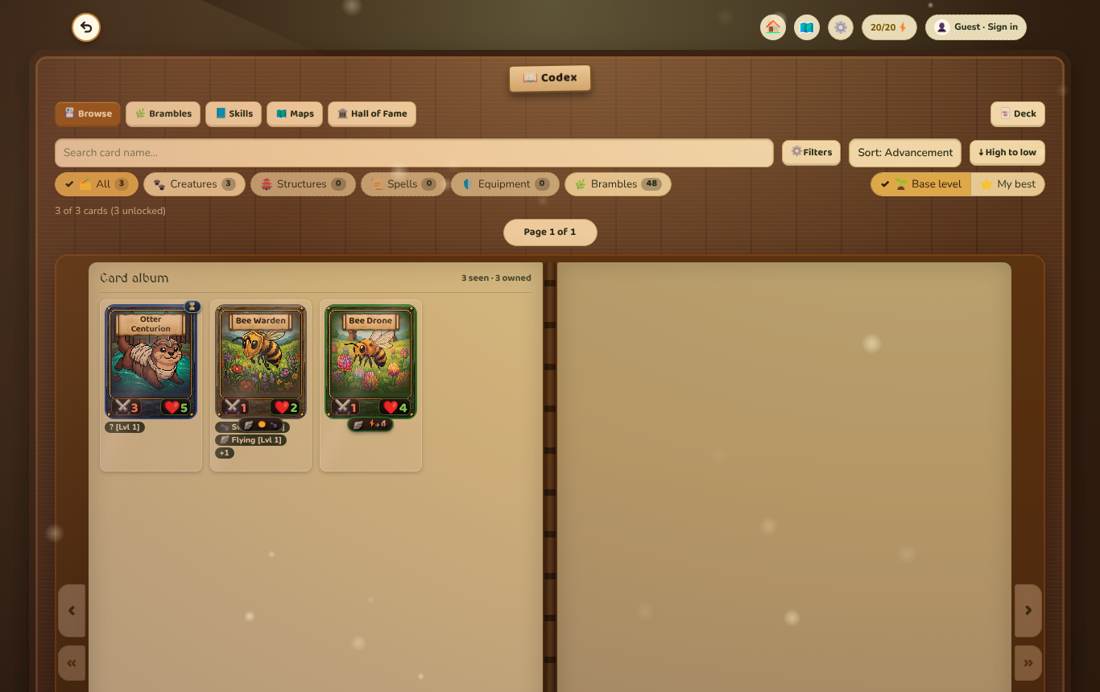 20/20
Guest · Sign in
Codex
Browse
Brambles
Skills
Maps
Hall of Fame
Deck
Search card name...
Filters
Sort: Advancement
↓ High to low
✓ All 3
Creatures 3
Structures 0
Spells 0
Equipment 0
Brambles 48
✓ Base level
My best
3 of 3 cards (3 unlocked)
Page 1 of 1
Card album
3 seen · 3 owned
Otter
Centurion
3
5
? [Lvl 1]
Bee Warden
1
2
Flying [Lvl 1]
+1
Bee Drone
1
4